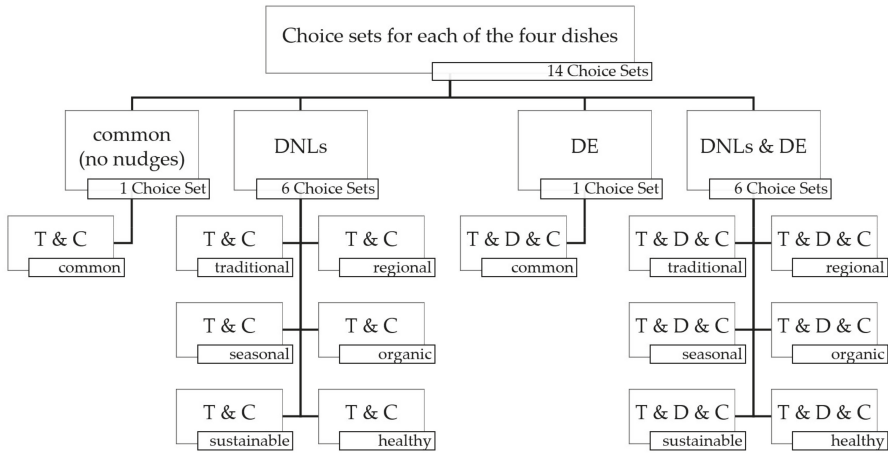 Choice sets for each of the four dishes
14 Choice Sets
common
(no nudges)
1 Choice Set
DNLs
6 Choice Sets
DE
1 Choice Set
DNLs & DE
6 Choice Sets
T & C
common
T & C
traditional
T & C
regional
T & D & C
common
T & D & C
traditional
T & D & C
regional
T & C
seasonal
T & C
organic
T & D & C
seasonal
T & D & C
organic
T & C
sustainable
T & C
healthy
T & D & C
sustainable
T & D & C
healthy